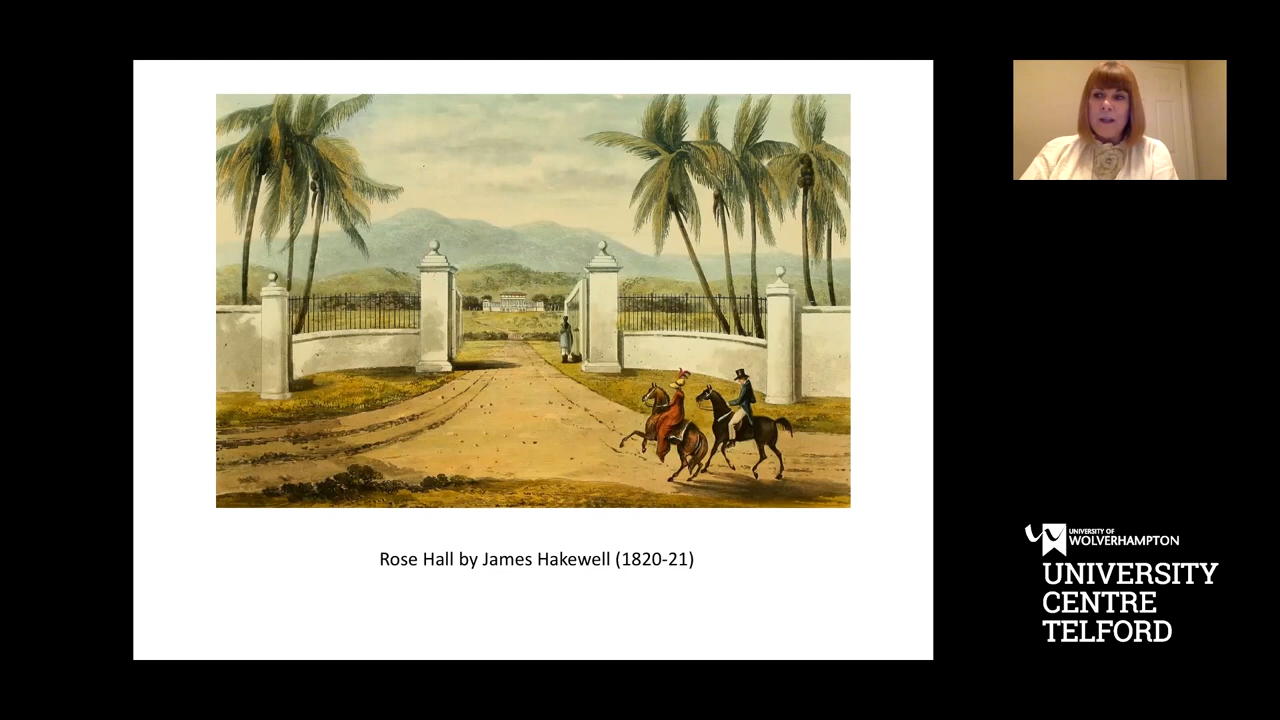 Rose Hall by James Hakewell (1820-21)
UNIVERSITY OF
WOLVERHAMPTON
UNIVERSITY
CENTRE
TELFORD